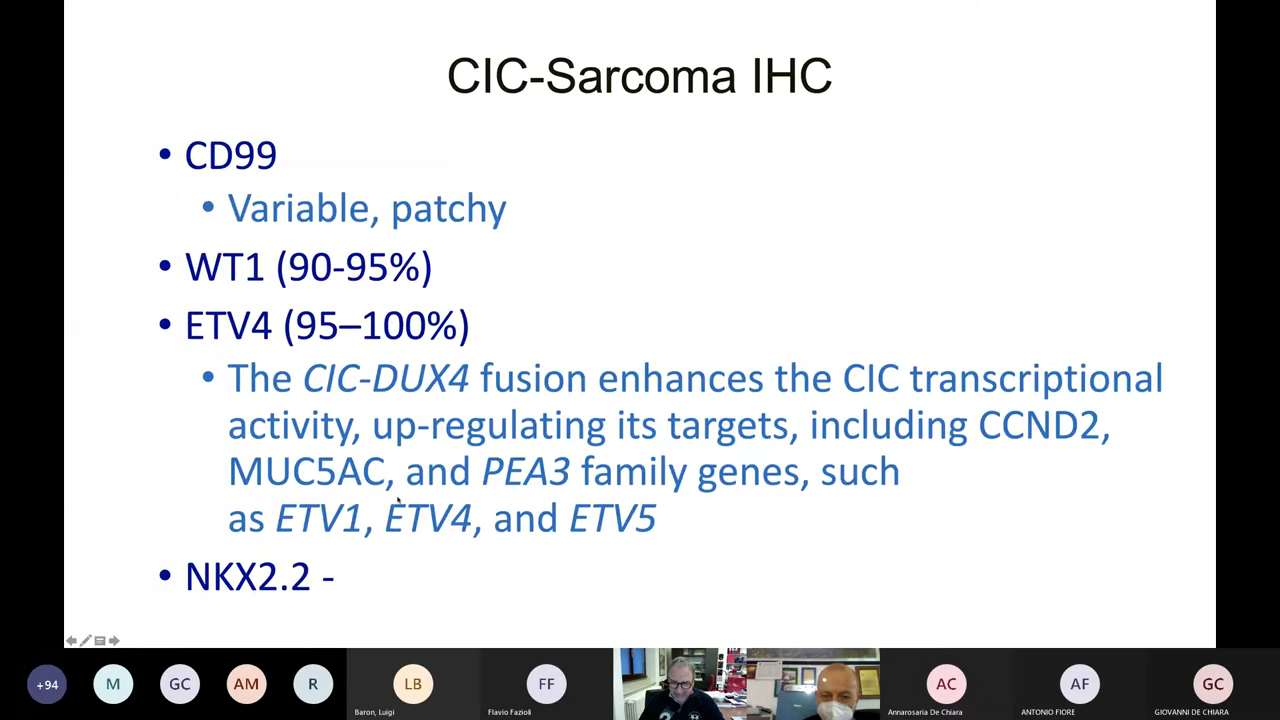 CIC-Sarcoma IHC
• CD99
• Variable, patchy
• WT1 (90-95%)
• ETV4 (95–100%)
• The CIC-DUX4 fusion enhances the CIC transcriptional
activity, up-regulating its targets, including CCND2,
MUC5AC, and PEA3 family genes, such
as ETV1, ETV4, and ETV5
• NKX2.2 -
+94
M
GC
AM
R
LB
Baron, Luigi
FF
Flavio Fazioli
AC
Annarosaria De Chiara
AF
ANTONIO FIORE
GC
GIOVANNI DE CHIARA